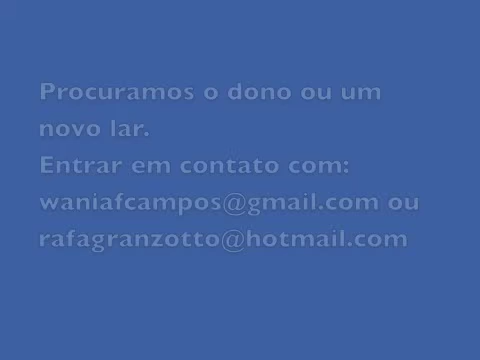 Procuramos o dono ou um
novo lar.
Entrar em contato com:
waniafcampos@gmail.com ou
rafagranzotto@hotmail.com